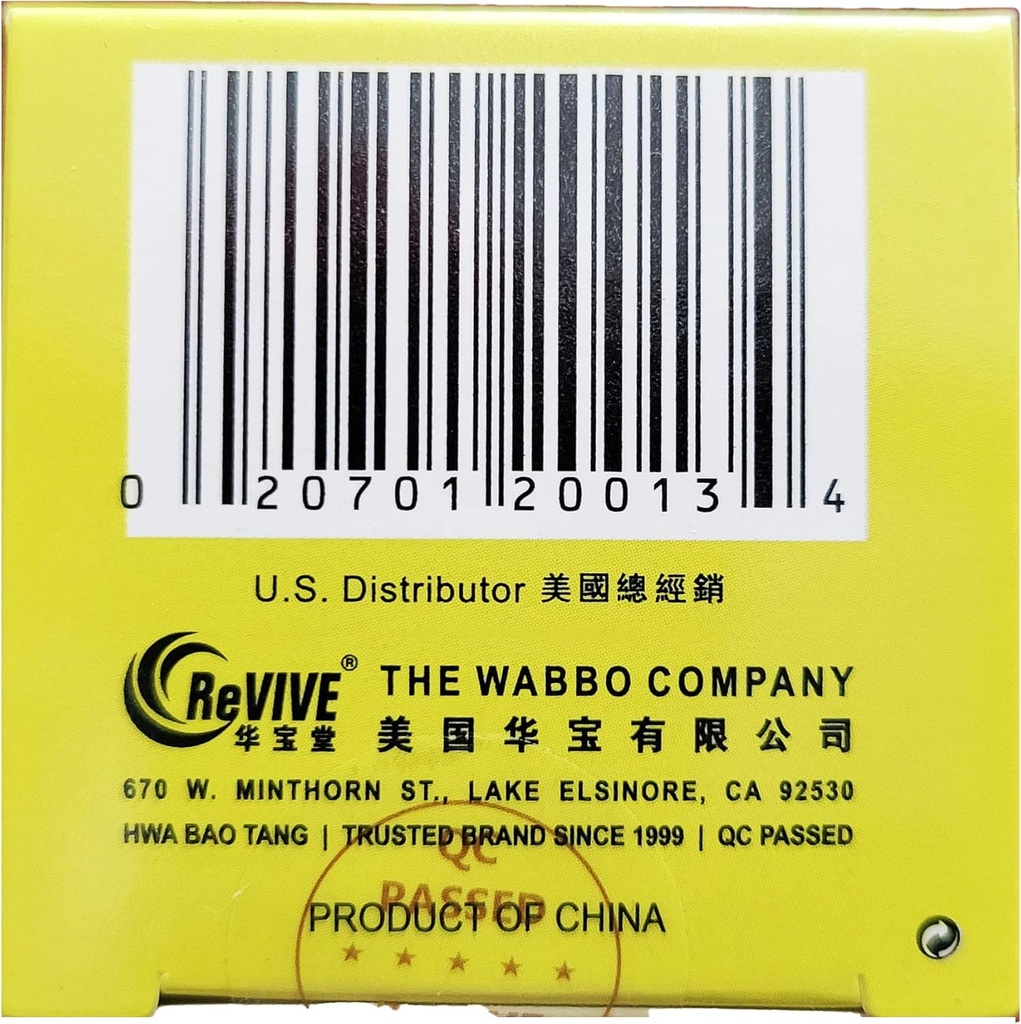 0 20701 20013 4
U.S. Distributor 美國總經銷
ReVIVE®
华宝堂
THE WABBO COMPANY
美国华宝有限公司
670 W. MINTHORN ST., LAKE ELSINORE, CA 92530
HWA BAO TANG | TRUSTED BRAND SINCE 1999 | QC PASSED
QC
PASSED
PRODUCT OF CHINA
★ ★ ★ ★ ★